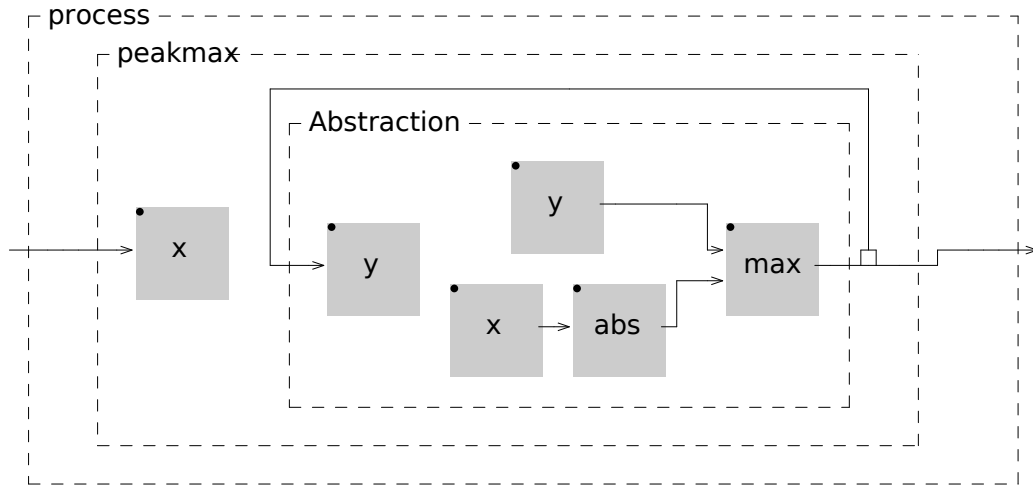 process
peakmax
Abstraction
y
x
y
max
x
abs